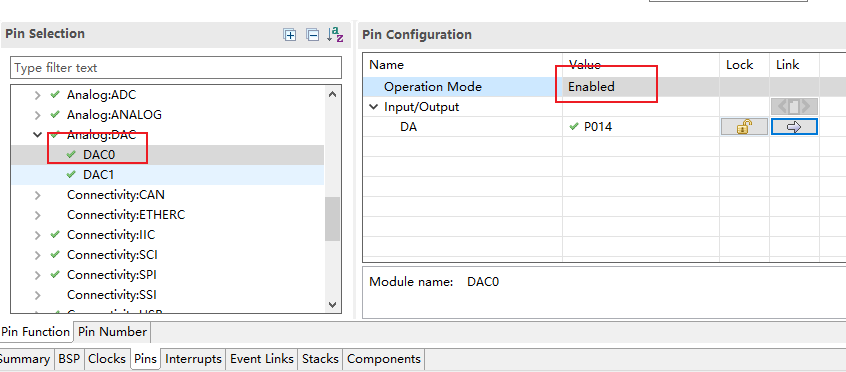 Pin Selection
Type filter text
Analog:ADC
Analog:ANALOG
Analog:DAC
DAC0
DAC1
Connectivity:CAN
Connectivity:ETHERC
Connectivity:IIC
Connectivity:SCI
Connectivity:SPI
Connectivity:SSI
Connectivity:USB
Pin Configuration
Name Value Lock Link
Operation Mode Enabled
Input/Output
DA P014
Module name: DAC0
Pin Function Pin Number
Summary BSP Clocks Pins Interrupts Event Links Stacks Components